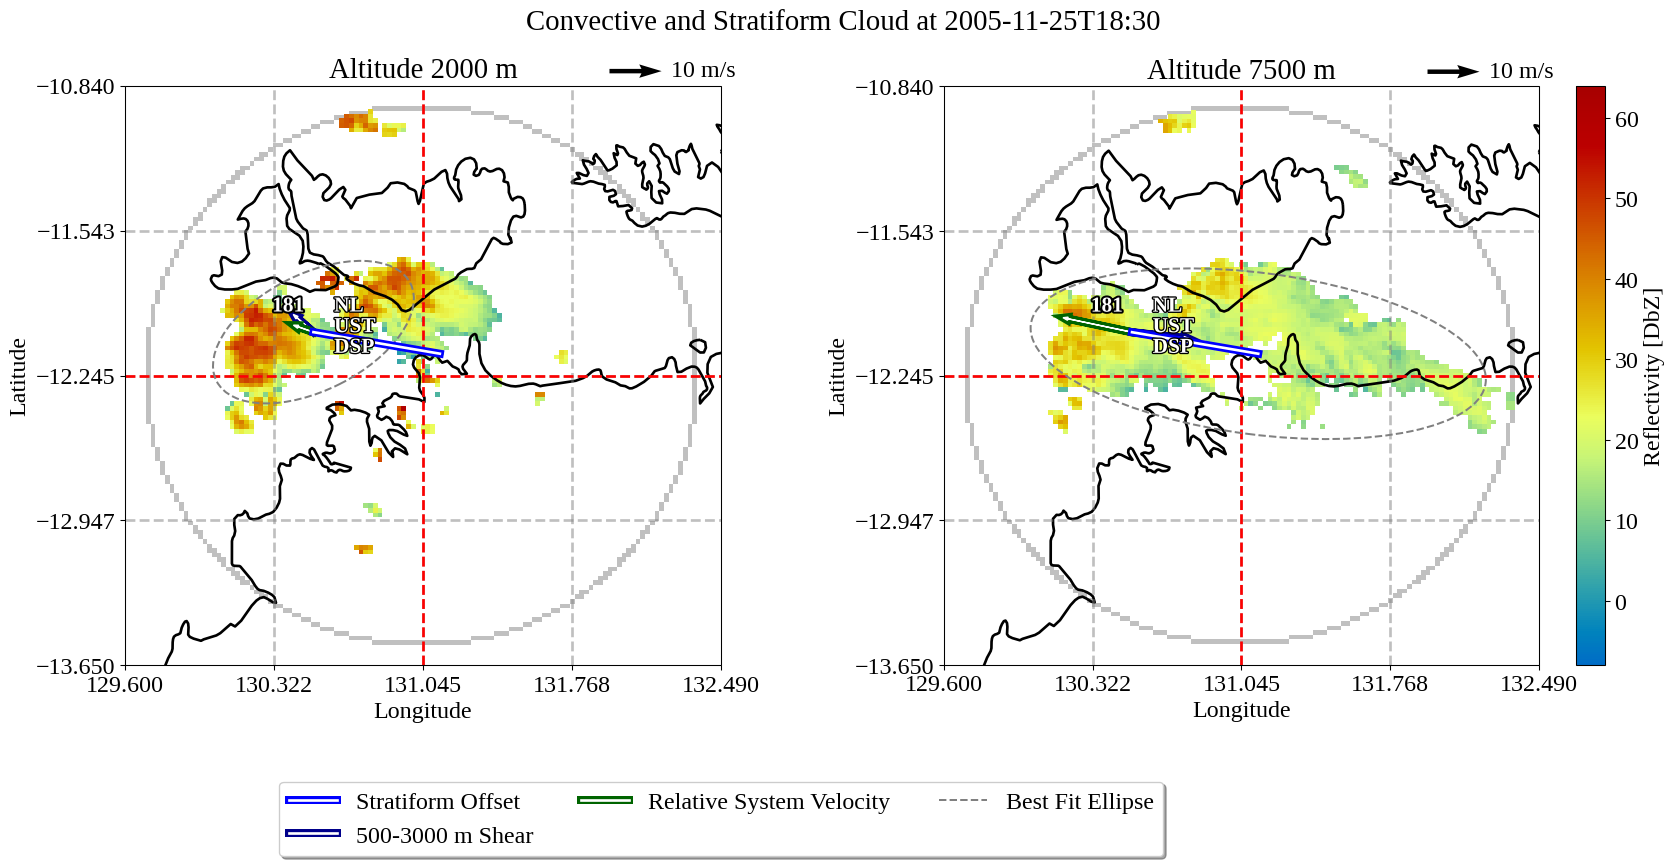 Convective and Stratiform Cloud at 2005-11-25T18:30
Altitude 2000 m
10 m/s
−10.840
−11.543
−12.245
−12.947
−13.650
129.600
130.322
131.045
131.768
132.490
Latitude
Longitude
181
NL
UST
DSP
Altitude 7500 m
10 m/s
−10.840
−11.543
−12.245
−12.947
−13.650
129.600
130.322
131.045
131.768
132.490
Latitude
Longitude
181
NL
UST
DSP
60
50
40
30
20
10
0
Reflectivity [DbZ]
Stratiform Offset
500-3000 m Shear
Relative System Velocity
Best Fit Ellipse